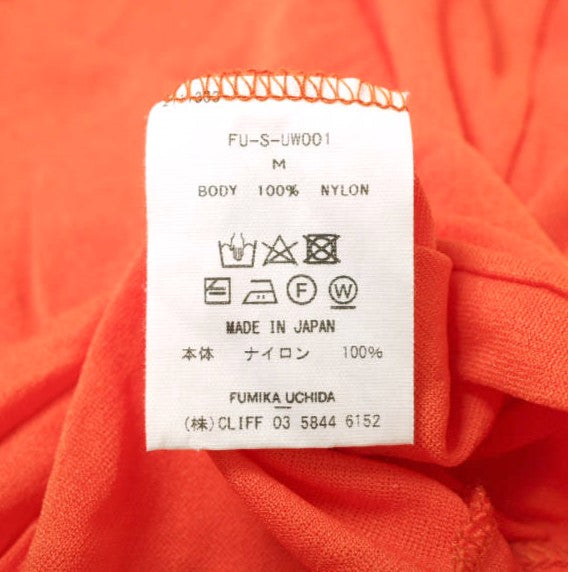 FU-S-UW001
M
BODY 100% NYLON
F W
MADE IN JAPAN
本体 ナイロン 100%
FUMIKA UCHIDA
(株)CLIFF 03 5844 6152